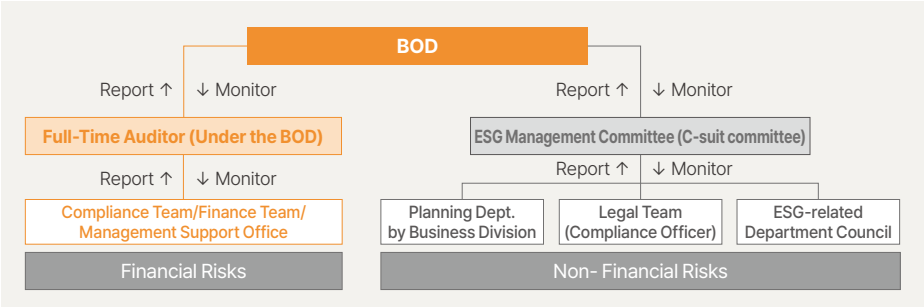 BOD
Report ↑ ↓ Monitor
Report ↑ ↓ Monitor
Full-Time Auditor (Under the BOD)
ESG Management Committee (C-suit committee)
Report ↑ ↓ Monitor
Report ↑ ↓ Monitor
Compliance Team/Finance Team/
Management Support Office
Planning Dept.
by Business Division
Legal Team
(Compliance Officer)
ESG-related
Department Council
Financial Risks
Non- Financial Risks